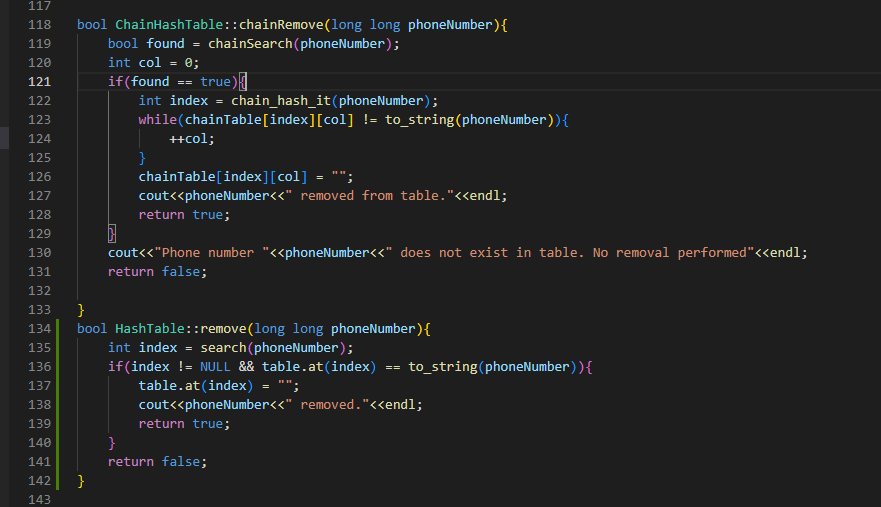 117
118 bool ChainHashTable::chainRemove(long long phoneNumber){
119     bool found = chainSearch(phoneNumber);
120     int col = 0;
121     if(found == true){
122         int index = chain_hash_it(phoneNumber);
123         while(chainTable[index][col] != to_string(phoneNumber)){
124             ++col;
125         }
126         chainTable[index][col] = "";
127         cout<<phoneNumber<<" removed from table."<<endl;
128         return true;
129     }
130     cout<<"Phone number "<<phoneNumber<<" does not exist in table. No removal performed"<<endl;
131     return false;
132
133 }
134 bool HashTable::remove(long long phoneNumber){
135     int index = search(phoneNumber);
136     if(index != NULL && table.at(index) == to_string(phoneNumber)){
137         table.at(index) = "";
138         cout<<phoneNumber<<" removed."<<endl;
139         return true;
140     }
141     return false;
142 }
143